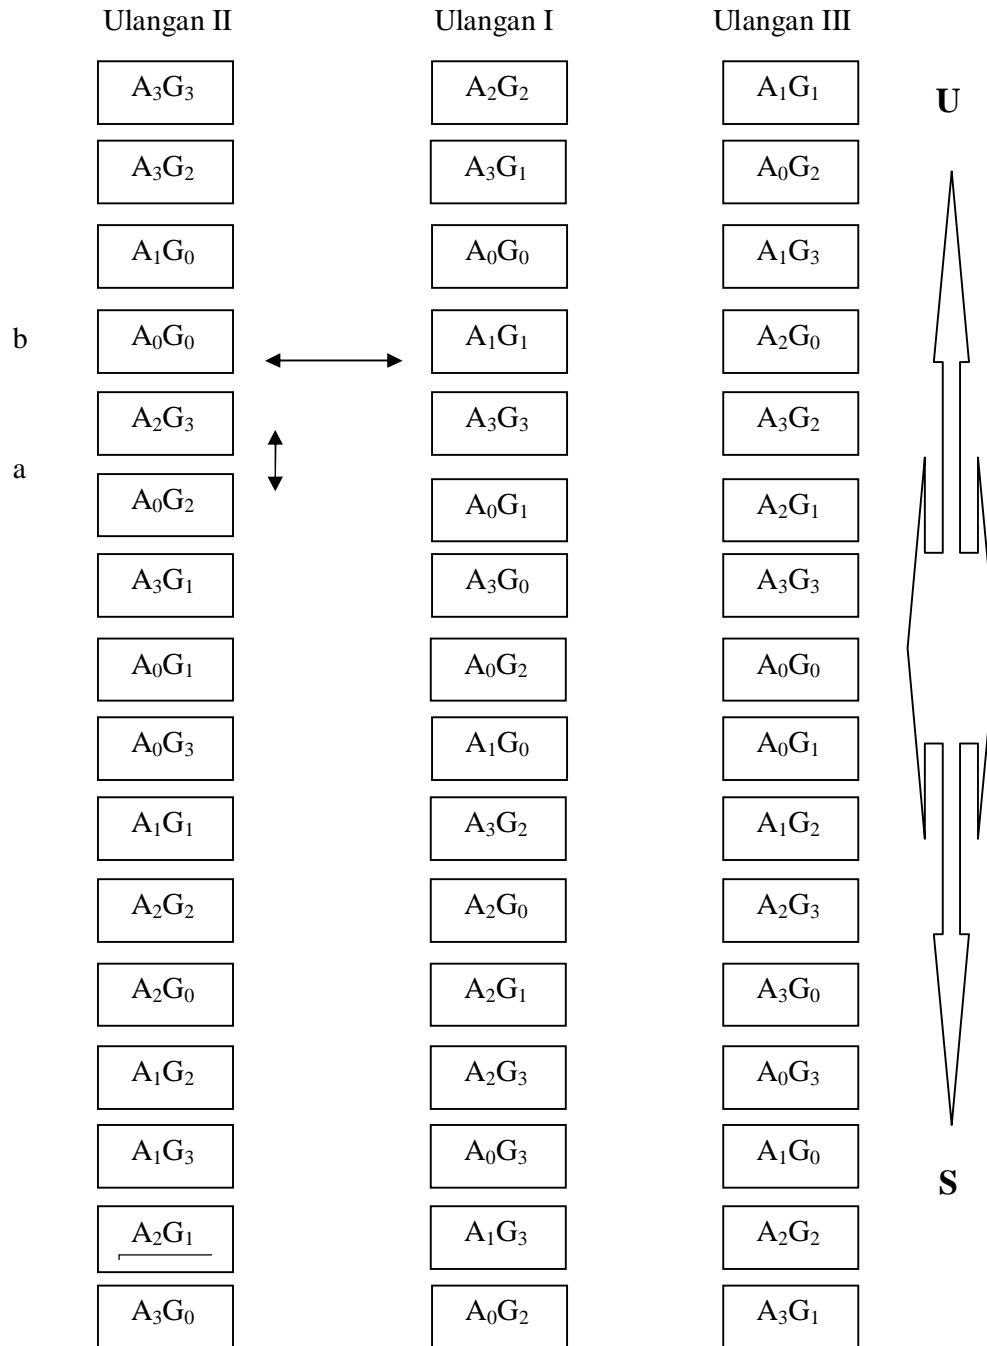 Ulangan II Ulangan I Ulangan III
A3G3 A2G2 A1G1 U
A3G2 A3G1 A0G2
A1G0 A0G0 A1G3
b A0G0 A1G1 A2G0
A2G3 A3G3 A3G2
a A0G2 A0G1 A2G1
A3G1 A3G0 A3G3
A0G1 A0G2 A0G0
A0G3 A1G0 A0G1
A1G1 A3G2 A1G2
A2G2 A2G0 A2G3
A2G0 A2G1 A3G0
A1G2 A2G3 A0G3
A1G3 A0G3 A1G0 S
A2G1 A1G3 A2G2
A3G0 A0G2 A3G1